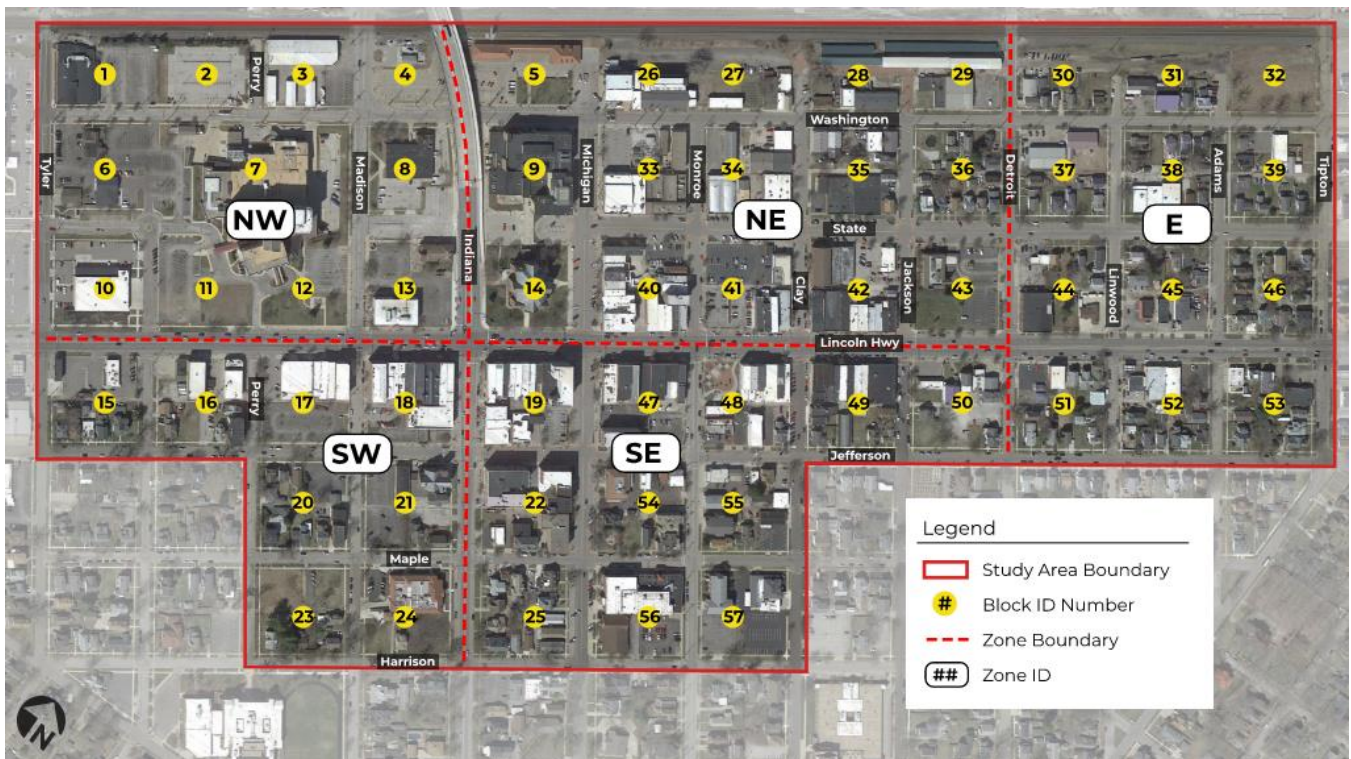 1
2
Perry
3
4
5
26
27
28
29
30
31
32
Washington
Tyler
6
7
Madison
8
9
Michigan
33
Monroe
34
35
36
Detroit
37
38
Adams
39
Tipton
NW
NE
E
State
Indiana
10
11
12
13
14
40
41
Clay
42
Jackson
43
44
Linwood
45
46
Lincoln Hwy
15
16
Perry
17
18
19
47
48
49
50
51
52
53
SW
SE
Jefferson
20
21
22
54
55
Maple
23
24
25
56
57
Harrison
Legend
Study Area Boundary
# Block ID Number
Zone Boundary
## Zone ID
N